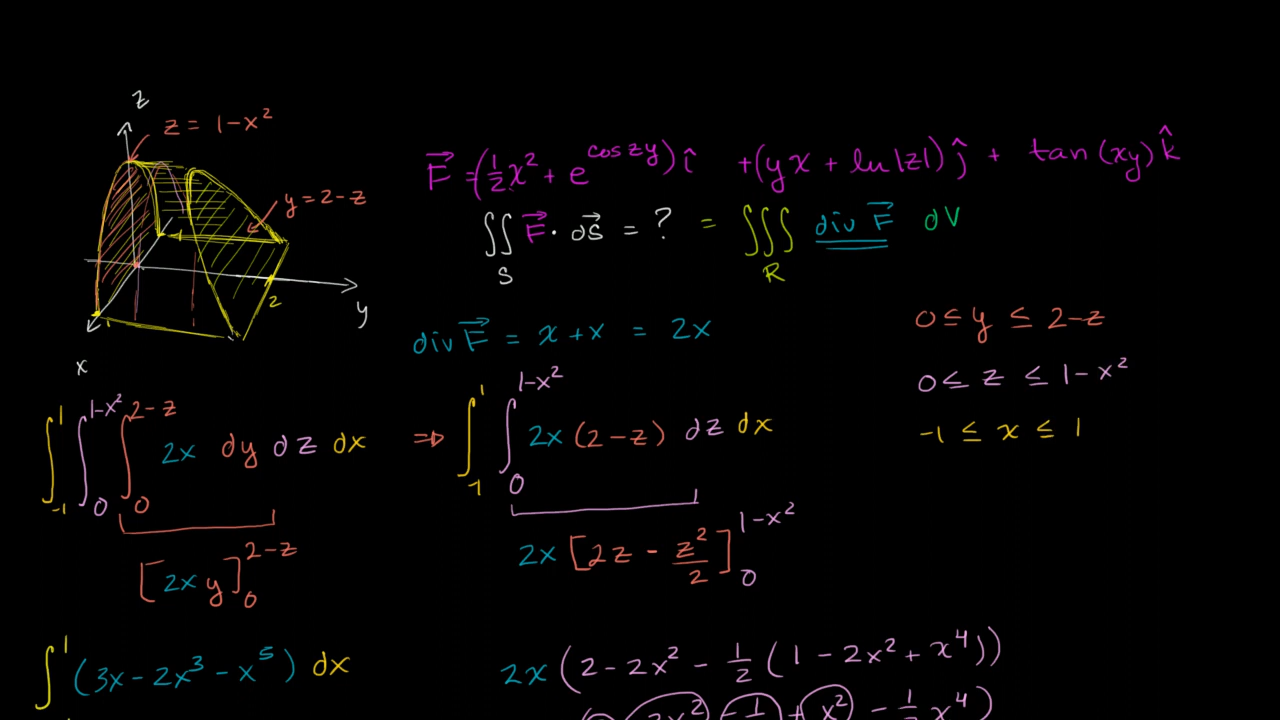 z
z = 1-x²
y = 2-z
2
y
x
F⃗ = (½x² + e^(cos zy)) î + (yx + ln|z|) ĵ + tan(xy) k̂
∬_S F⃗ · dS⃗ = ? = ∭_R div F⃗ dV
div F⃗ = x + x = 2x
0 ≤ y ≤ 2-z
0 ≤ z ≤ 1-x²
-1 ≤ x ≤ 1
∫_-1^1 ∫_0^(1-x²) ∫_0^(2-z) 2x dy dz dx ⇒ ∫_-1^1 ∫_0^(1-x²) 2x (2-z) dz dx
[2xy]_0^(2-z)
2x [2z - z²/2]_0^(1-x²)
∫^1 (3x - 2x³ - x⁵) dx
2x (2 - 2x² - ½ (1 - 2x² + x⁴))